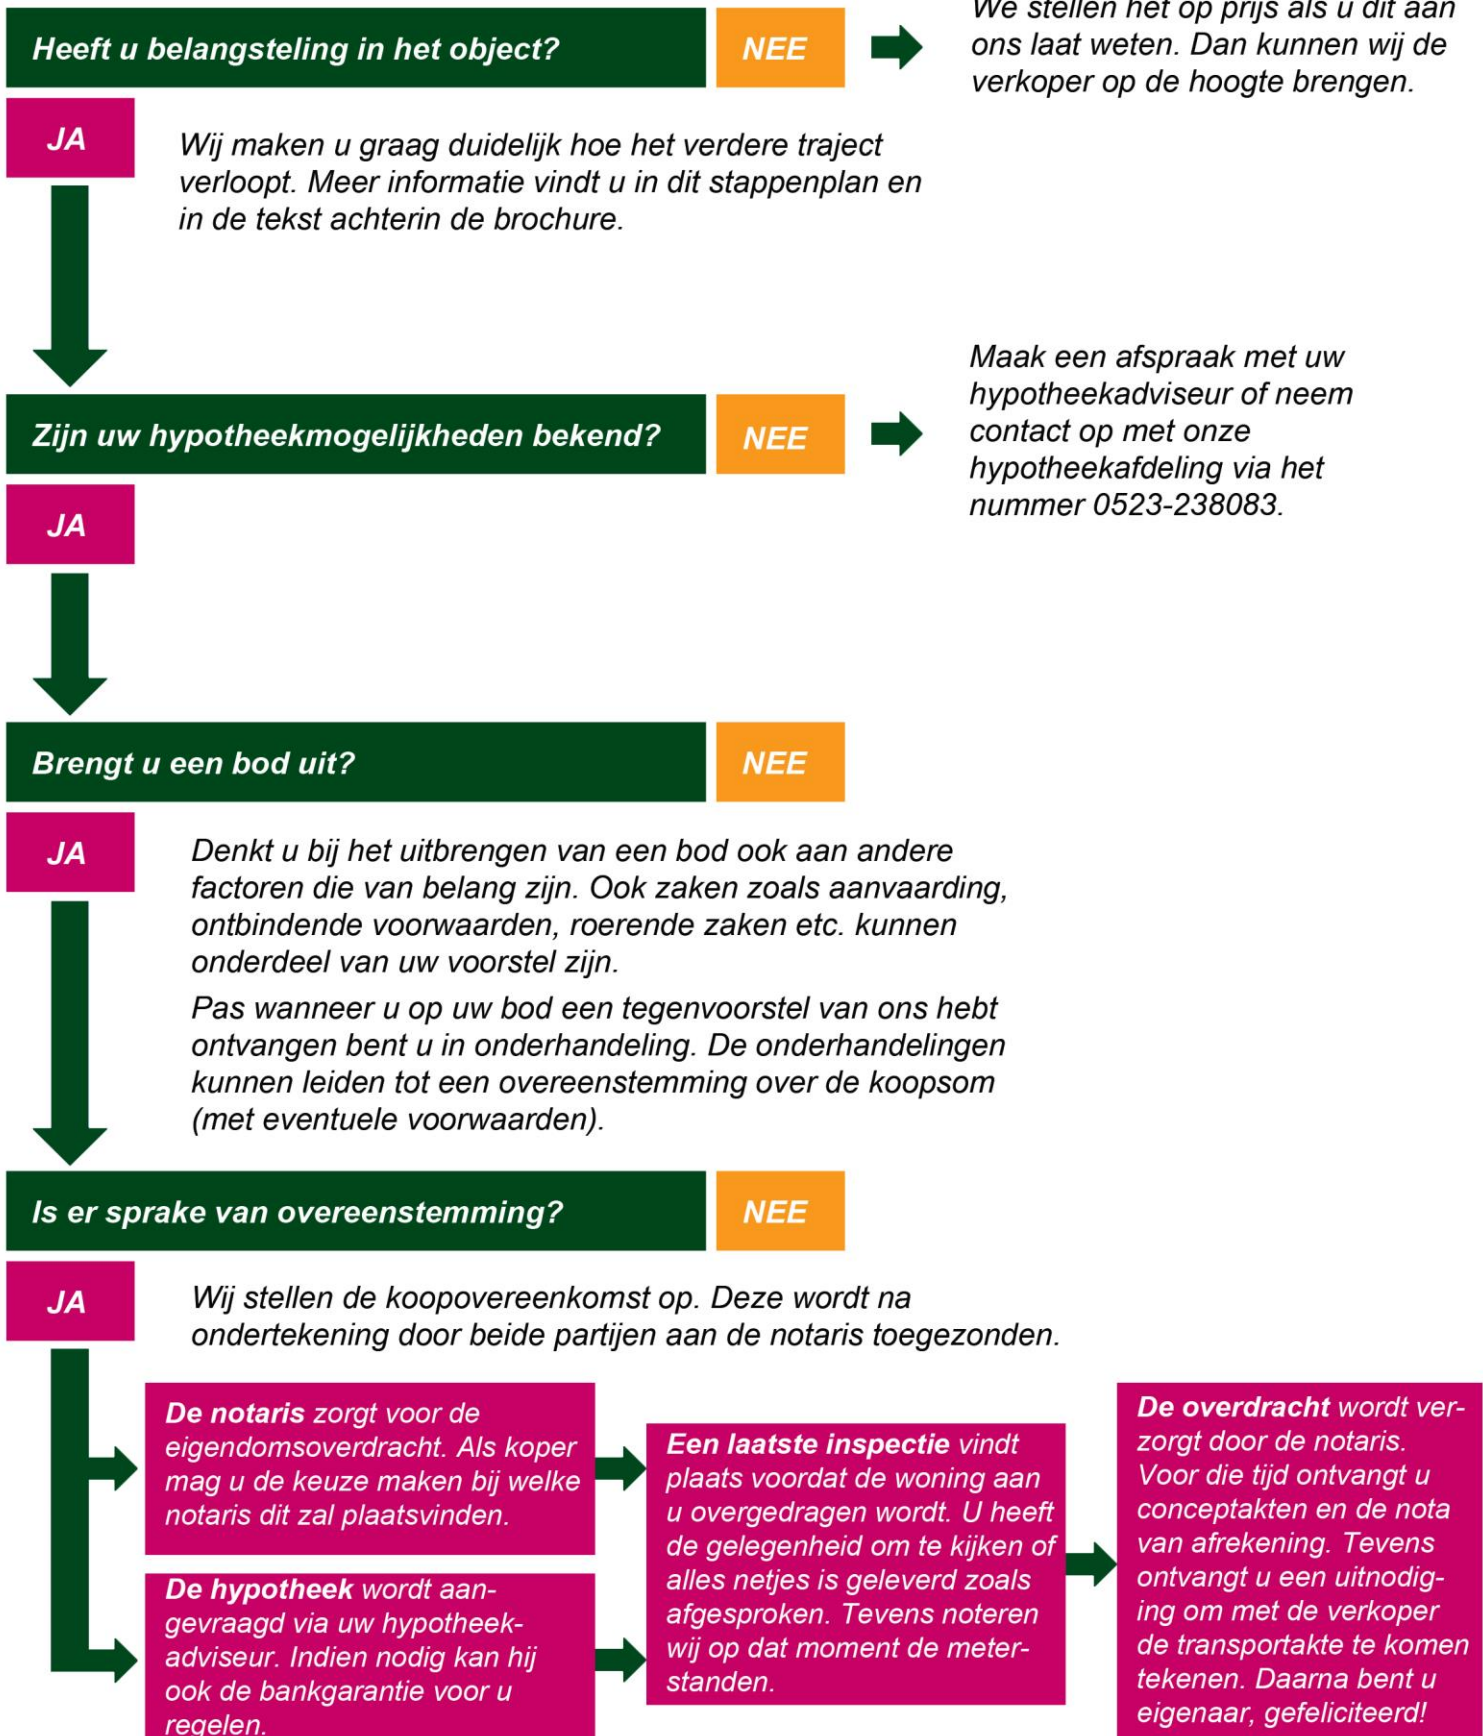 Heeft u belangsteling in het object?
NEE
We stellen het op prijs als u dit aan
ons laat weten. Dan kunnen wij de
verkoper op de hoogte brengen.
JA
Wij maken u graag duidelijk hoe het verdere traject
verloopt. Meer informatie vindt u in dit stappenplan en
in de tekst achterin de brochure.
Zijn uw hypotheekmogelijkheden bekend?
NEE
Maak een afspraak met uw
hypotheekadviseur of neem
contact op met onze
hypotheekafdeling via het
nummer 0523-238083.
JA
Brengt u een bod uit?
NEE
JA
Denkt u bij het uitbrengen van een bod ook aan andere
factoren die van belang zijn. Ook zaken zoals aanvaarding,
ontbindende voorwaarden, roerende zaken etc. kunnen
onderdeel van uw voorstel zijn.
Pas wanneer u op uw bod een tegenvoorstel van ons hebt
ontvangen bent u in onderhandeling. De onderhandelingen
kunnen leiden tot een overeenstemming over de koopsom
(met eventuele voorwaarden).
Is er sprake van overeenstemming?
NEE
JA
Wij stellen de koopovereenkomst op. Deze wordt na
ondertekening door beide partijen aan de notaris toegezonden.
De notaris zorgt voor de
eigendomsoverdracht. Als koper
mag u de keuze maken bij welke
notaris dit zal plaatsvinden.
De hypotheek wordt aan-
gevraagd via uw hypotheek-
adviseur. Indien nodig kan hij
ook de bankgarantie voor u
regelen.
Een laatste inspectie vindt
plaats voordat de woning aan
u overgedragen wordt. U heeft
de gelegenheid om te kijken of
alles netjes is geleverd zoals
afgesproken. Tevens noteren
wij op dat moment de meter-
standen.
De overdracht wordt ver-
zorgt door de notaris.
Voor die tijd ontvangt u
conceptakten en de nota
van afrekening. Tevens
ontvangt u een uitnodig-
ing om met de verkoper
de transportakte te komen
tekenen. Daarna bent u
eigenaar, gefeliciteerd!